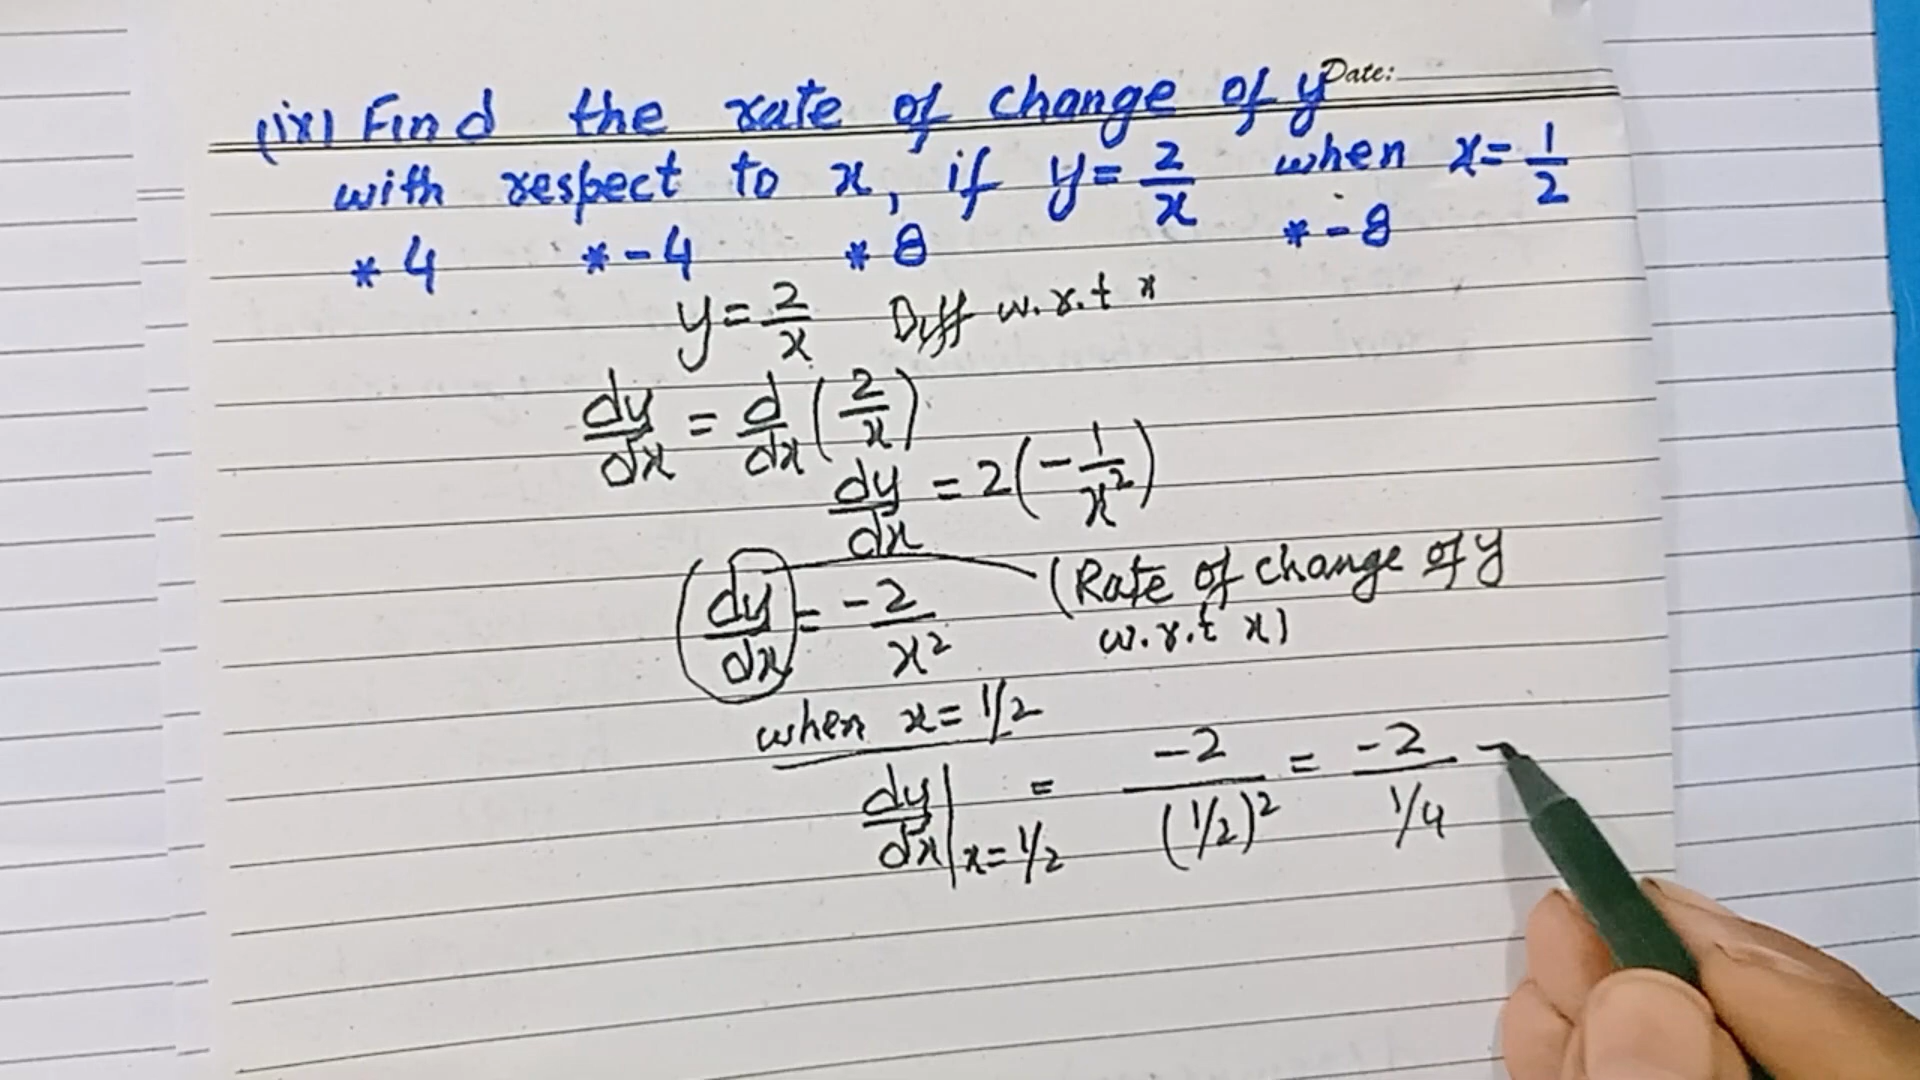 Date:
(ix) Find the rate of change of y
with respect to x, if y = 2/x when x = 1/2
* 4 * -4 * 8 * -8
y = 2/x Diff w.r.t x
dy/dx = d/dx (2/x)
dy/dx = 2(-1/x²)
(dy/dx = -2/x² (Rate of change of y
w.r.t x)
when x = 1/2
dy/dx | x = 1/2 = -2/(1/2)² = -2/1/4 -